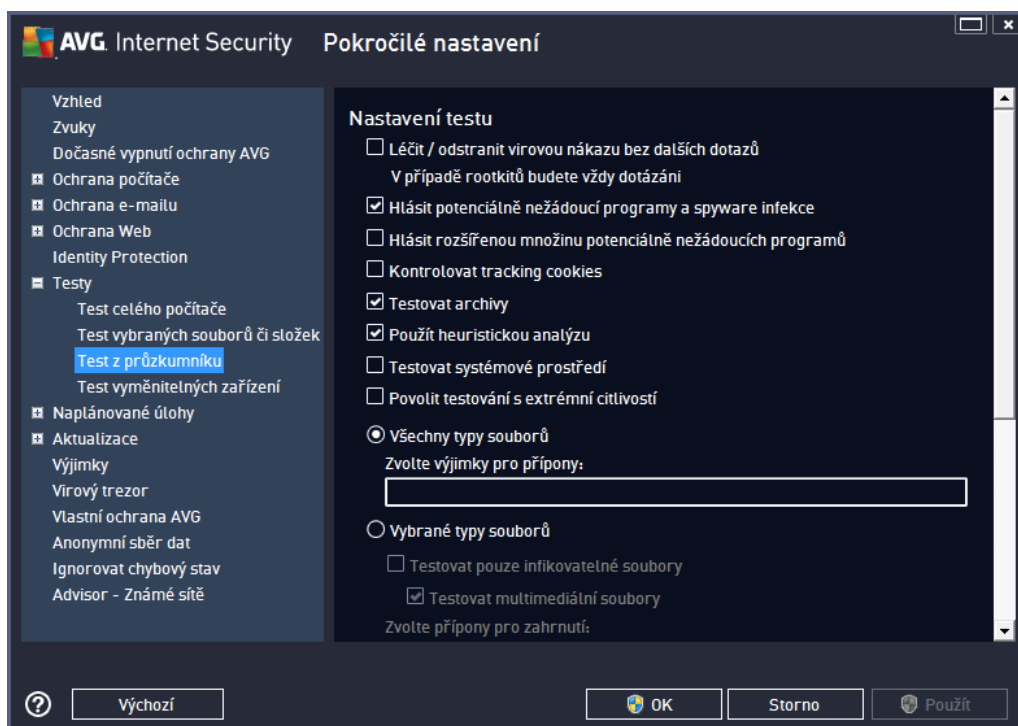 AVG. Internet Security Pokročilé nastavení
Vzhled
Zvuky
Dočasné vypnutí ochrany AVG
Ochrana počítače
Ochrana e-mailu
Ochrana Web
Identity Protection
Testy
Test celého počítače
Test vybraných souborů či složek
Test z průzkumníku
Test vyměnitelných zařízení
Naplánované úlohy
Aktualizace
Výjimky
Virový trezor
Vlastní ochrana AVG
Anonymní sběr dat
Ignorovat chybový stav
Advisor - Známé sítě
Nastavení testu
Léčit / odstranit virovou nákazu bez dalších dotazů
V případě rootkitů budete vždy dotázáni
Hlásit potenciálně nežádoucí programy a spyware infekce
Hlásit rozšířenou množinu potenciálně nežádoucích programů
Kontrolovat tracking cookies
Testovat archivy
Použít heuristickou analýzu
Testovat systémové prostředí
Povolit testování s extrémní citlivostí
Všechny typy souborů
Zvolte výjimky pro přípony:
Vybrané typy souborů
Testovat pouze infikovatelné soubory
Testovat multimediální soubory
Zvolte přípony pro zahrnutí:
? Výchozí OK Storno Použít